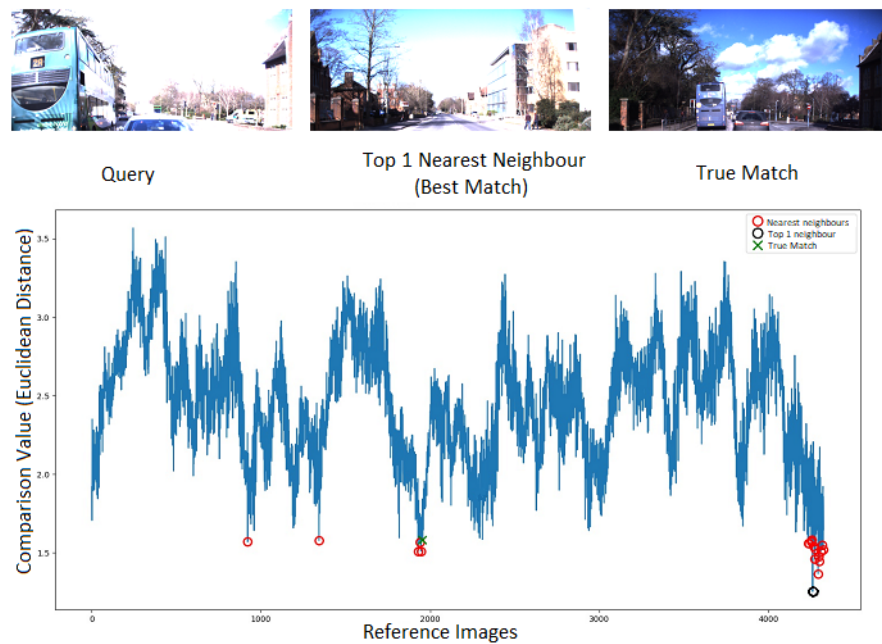 Query
Top 1 Nearest Neighbour
(Best Match)
True Match
Nearest neighbours
Top 1 neighbour
True Match
Comparison Value (Euclidean Distance)
3.5
3.0
2.5
2.0
1.5
0
1000
2000
3000
4000
Reference Images